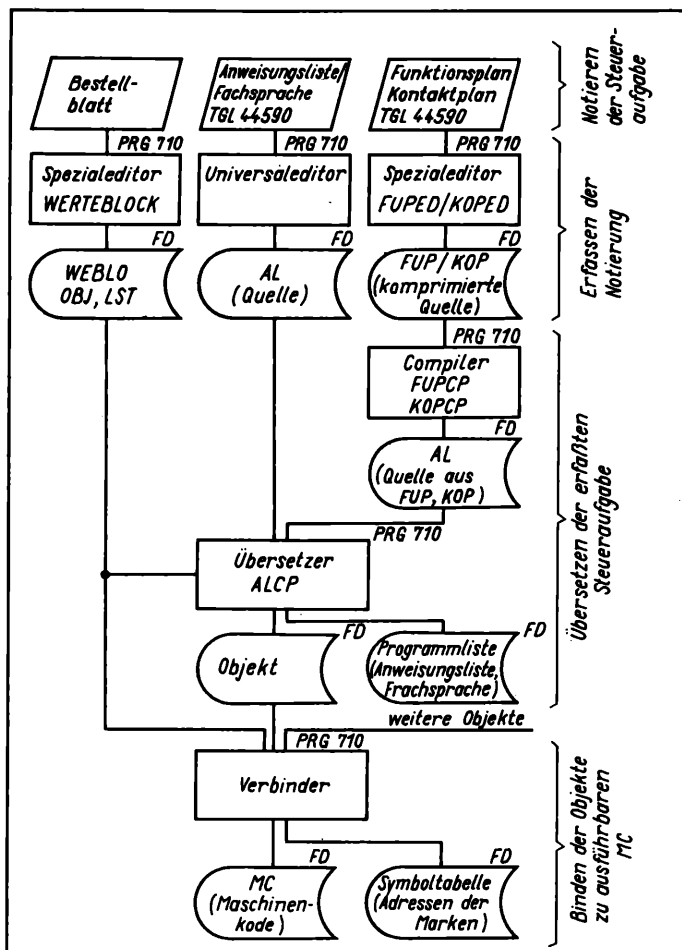 Bestell-
blatt
Anweisungsliste/
Fachsprache
TGL 44590
Funktionsplan
Kontaktplan
TGL 44590
Notieren
der Steuer-
aufgabe
PRG 710
PRG 710
PRG 710
Spezialeditor
WERTEBLOCK
Universaleditor
Spezialeditor
FUPED/KOPED
Erfassen der
Notierung
FD
FD
FD
WEBLO
OBJ, LST
AL
(Quelle)
FUP/KOP
(komprimierte
Quelle)
PRG 710
Compiler
FUPCP
KOPCP
FD
AL
(Quelle aus
FUP, KOP)
PRG 710
Übersetzer
ALCP
Übersetzen der erfaßten
Steueraufgabe
FD
FD
Objekt
Programmliste
(Anweisungsliste,
Frachsprache)
weitere Objekte
PRG 710
Verbinder
Binden der Objekte
zu ausführbaren
MC
FD
FD
MC
(Maschinen-
kode)
Symboltabelle
(Adressen der
Marken)